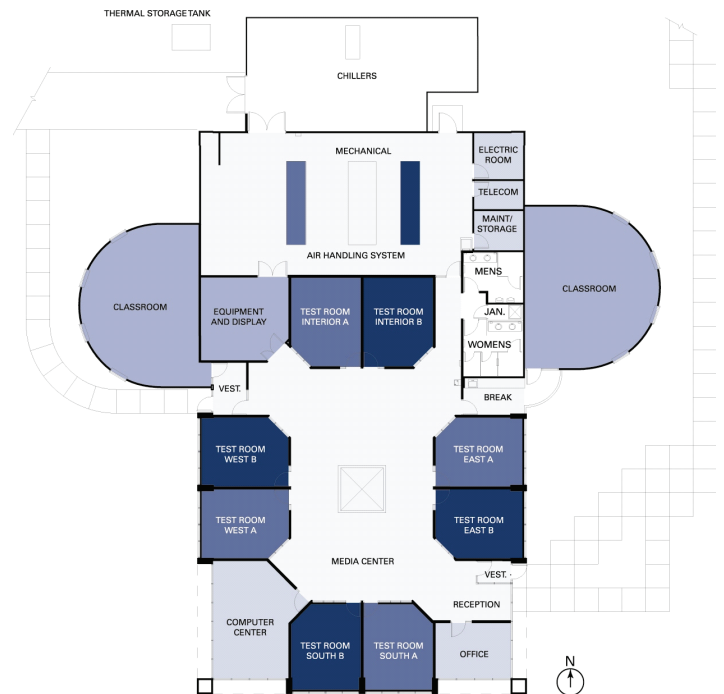 THERMAL STORAGE TANK
CHILLERS
MECHANICAL
ELECTRIC
ROOM
TELECOM
MAINT/
STORAGE
AIR HANDLING SYSTEM
MENS
CLASSROOM
EQUIPMENT
AND DISPLAY
TEST ROOM
INTERIOR A
TEST ROOM
INTERIOR B
JAN.
WOMENS
CLASSROOM
VEST.
BREAK
TEST ROOM
WEST B
TEST ROOM
EAST A
TEST ROOM
WEST A
TEST ROOM
EAST B
MEDIA CENTER
VEST.
RECEPTION
COMPUTER
CENTER
TEST ROOM
SOUTH B
TEST ROOM
SOUTH A
OFFICE
N